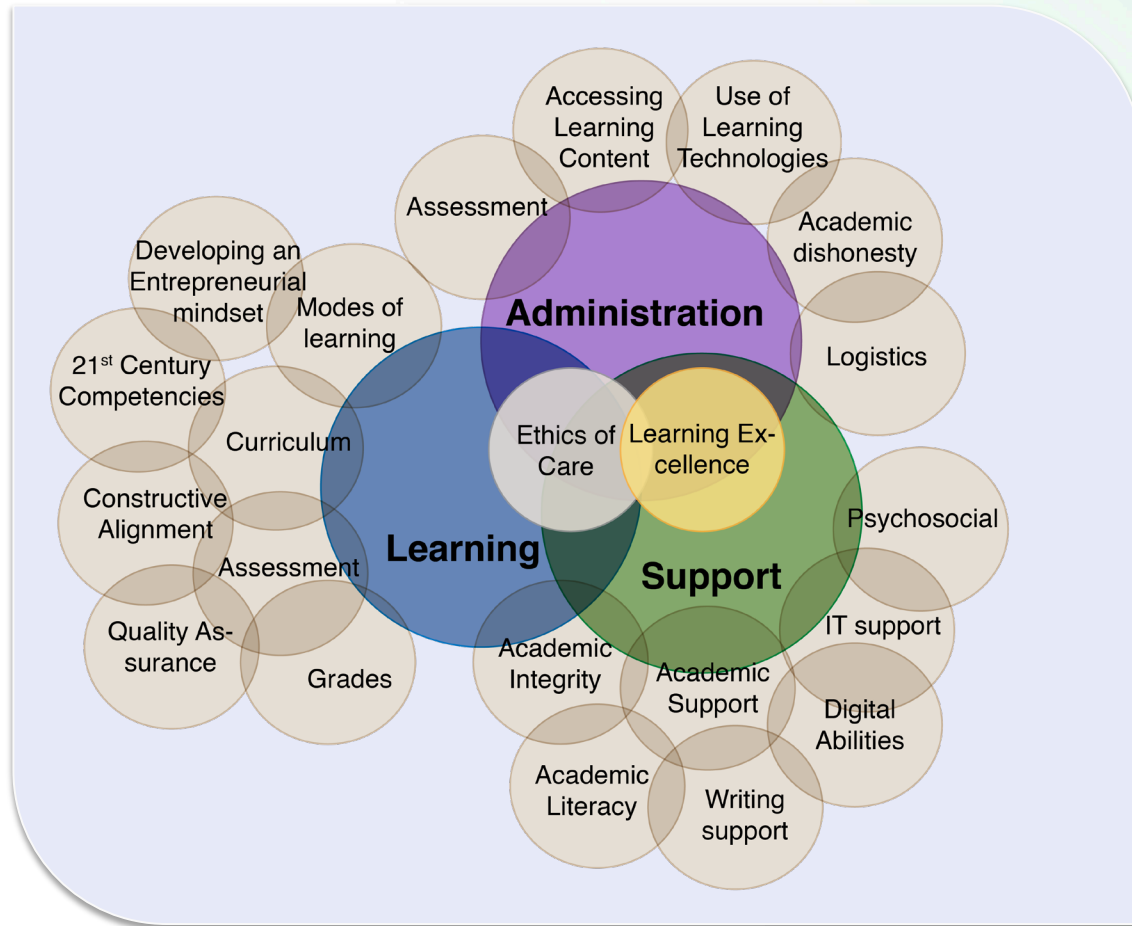 Accessing
Learning
Content
Use of
Learning
Technologies
Assessment
Academic
dishonesty
Developing an
Entrepreneurial
mindset
Modes of
learning
Administration
Logistics
21st Century
Competencies
Curriculum
Ethics of
Care
Learning Ex-
cellence
Constructive
Alignment
Psychosocial
Learning
Assessment
Support
Quality As-
surance
Grades
Academic
Integrity
Academic
Support
IT support
Digital
Abilities
Academic
Literacy
Writing
support